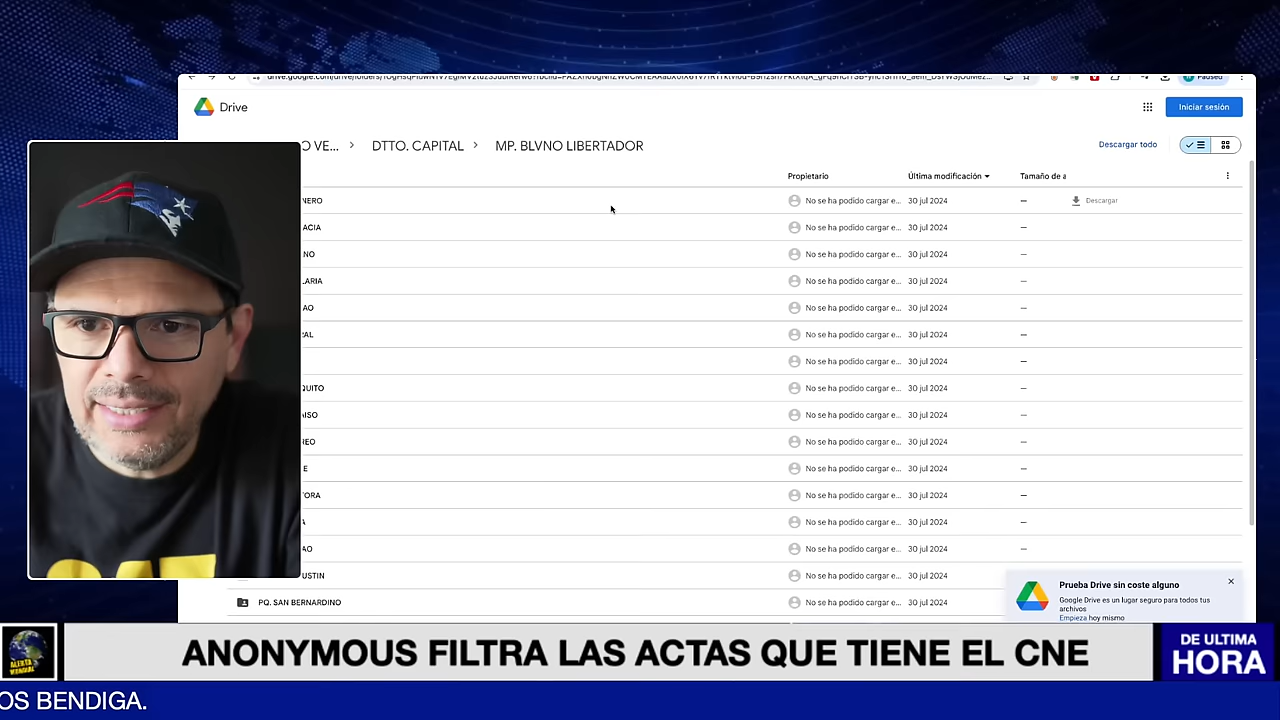 Paused
Drive
Iniciar sesión
O VE... > DTTO. CAPITAL > MP. BLVNO LIBERTADOR
Descargar todo
Propietario Última modificación Tamaño de a
NERO No se ha podido cargar e... 30 jul 2024 — Descargar
ACIA No se ha podido cargar e... 30 jul 2024 —
NO No se ha podido cargar e... 30 jul 2024 —
LARIA No se ha podido cargar e... 30 jul 2024 —
AO No se ha podido cargar e... 30 jul 2024 —
RAL No se ha podido cargar e... 30 jul 2024 —
No se ha podido cargar e... 30 jul 2024 —
QUITO No se ha podido cargar e... 30 jul 2024 —
AISO No se ha podido cargar e... 30 jul 2024 —
REO No se ha podido cargar e... 30 jul 2024 —
E No se ha podido cargar e... 30 jul 2024 —
TORA No se ha podido cargar e... 30 jul 2024 —
A No se ha podido cargar e... 30 jul 2024 —
AO No se ha podido cargar e... 30 jul 2024 —
USTIN No se ha podido cargar e... 30 jul 2024
PQ. SAN BERNARDINO No se ha podido cargar e... 30 jul 2024
Prueba Drive sin coste alguno
Google Drive es un lugar seguro para todos tus
archivos
Empieza hoy mismo
ALERTA
MUNDIAL
ANONYMOUS FILTRA LAS ACTAS QUE TIENE EL CNE
DE ULTIMA
HORA
OS BENDIGA.